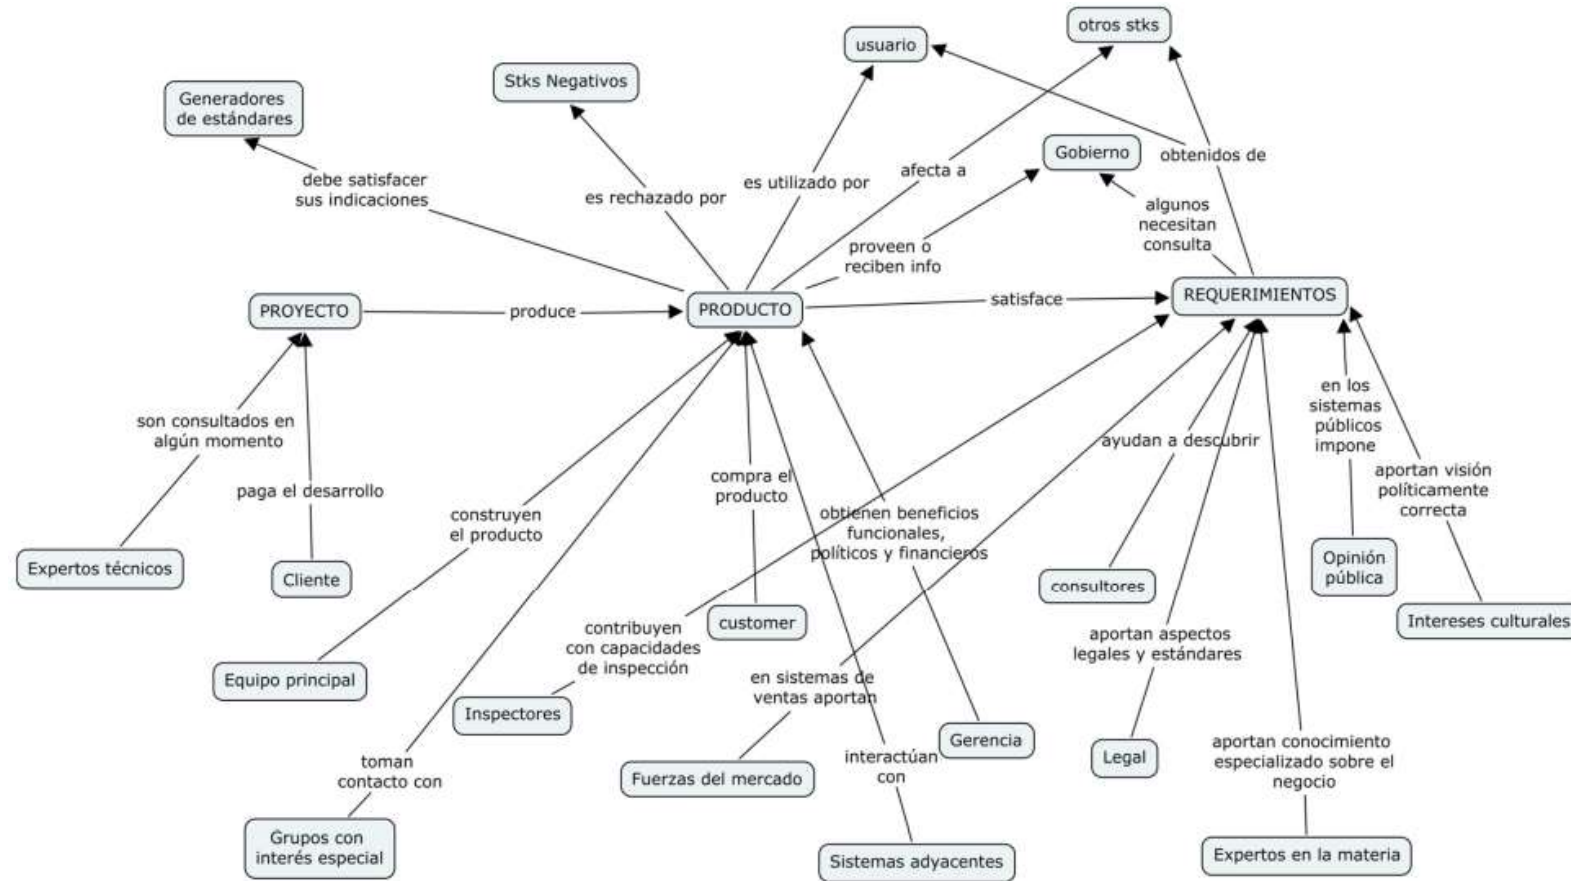 otros stks
usuario
Stks Negativos
Generadores
de estándares
Gobierno
obtenidos de
afecta a
debe satisfacer
sus indicaciones
es utilizado por
es rechazado por
algunos
necesitan
consulta
proveen o
reciben info
PROYECTO
produce
PRODUCTO
satisface
REQUERIMIENTOS
son consultados en
algún momento
en los
sistemas
públicos
impone
ayudan a descubrir
compra el
producto
aportan visión
políticamente
correcta
paga el desarrollo
construyen
el producto
obtienen beneficios
funcionales,
políticos y financieros
Expertos técnicos
Cliente
consultores
Opinión
pública
customer
Intereses culturales
contribuyen
con capacidades
de inspección
aportan aspectos
legales y estándares
Equipo principal
en sistemas de
ventas aportan
Inspectores
Gerencia
Legal
aportan conocimiento
especializado sobre el
negocio
toman
contacto con
Fuerzas del mercado
interactúan
con
Grupos con
interés especial
Sistemas adyacentes
Expertos en la materia